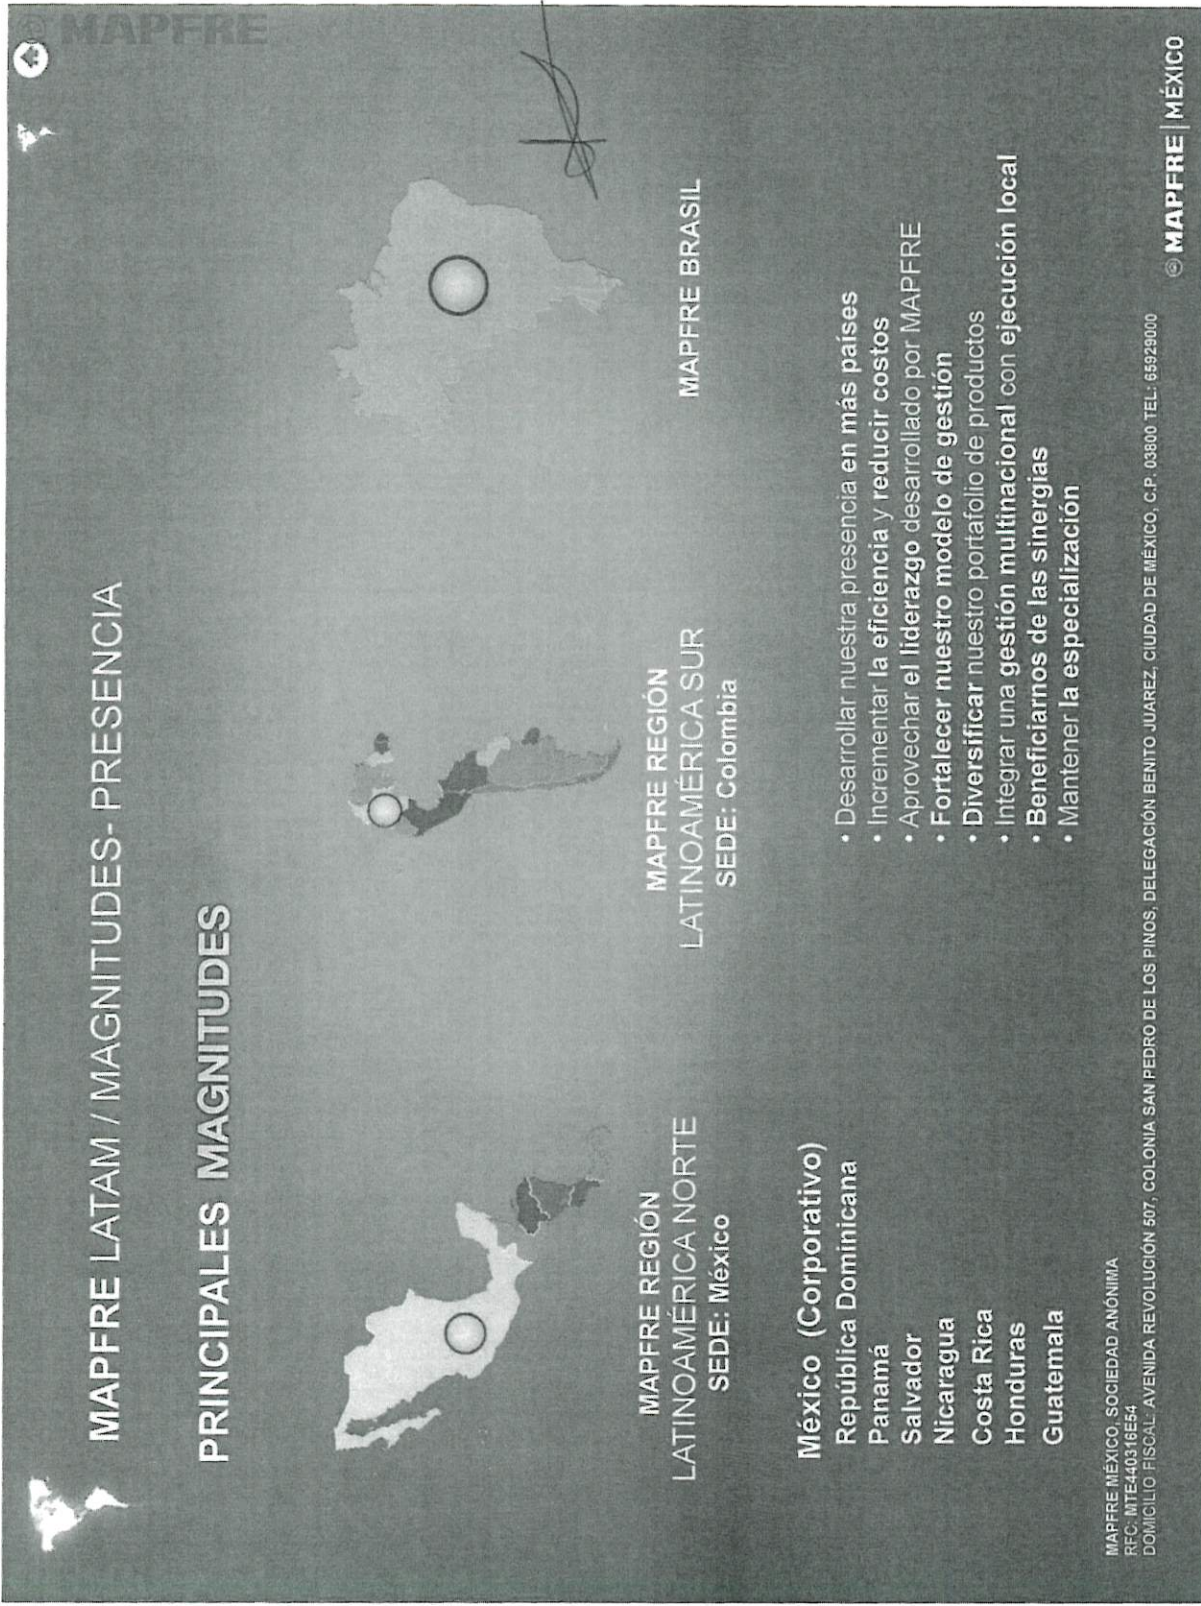 MAPFRE
MAPFRE LATAM / MAGNITUDES- PRESENCIA
PRINCIPALES MAGNITUDES
MAPFRE REGIÓN
LATINOAMÉRICA NORTE
SEDE: México
MAPFRE REGIÓN
LATINOAMÉRICA SUR
SEDE: Colombia
MAPFRE BRASIL
México (Corporativo)
República Dominicana
Panamá
Salvador
Nicaragua
Costa Rica
Honduras
Guatemala
• Desarrollar nuestra presencia en más países
• Incrementar la eficiencia y reducir costos
• Aprovechar el liderazgo desarrollado por MAPFRE
• Fortalecer nuestro modelo de gestión
• Diversificar nuestro portafolio de productos
• Integrar una gestión multinacional con ejecución local
• Beneficiarnos de las sinergias
• Mantener la especialización
MAPFRE MÉXICO, SOCIEDAD ANÓNIMA
RFC: MTE440316E54
DOMICILIO FISCAL: AVENIDA REVOLUCIÓN 507, COLONIA SAN PEDRO DE LOS PINOS, DELEGACIÓN BENITO JUAREZ, CIUDAD DE MÉXICO, C.P. 03800 TEL: 65929000
MAPFRE | MÉXICO